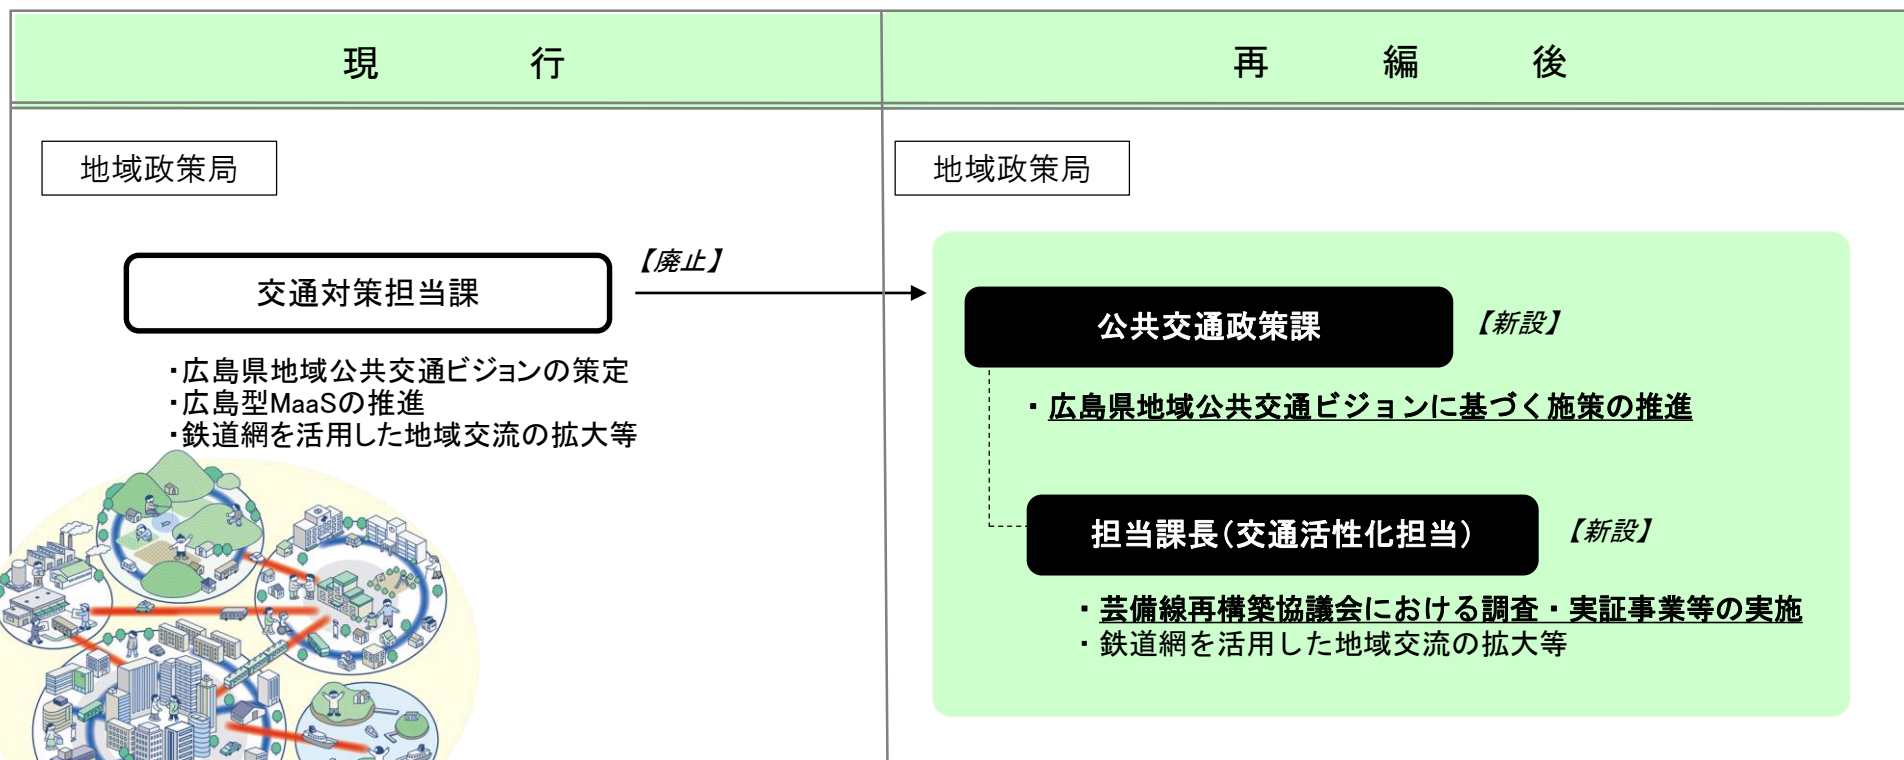 現行
再編後
地域政策局
交通対策担当課
【廃止】
・広島県地域公共交通ビジョンの策定
・広島型MaaSの推進
・鉄道網を活用した地域交流の拡大等
地域政策局
公共交通政策課
【新設】
・広島県地域公共交通ビジョンに基づく施策の推進
担当課長（交通活性化担当）
【新設】
・芸備線再構築協議会における調査・実証事業等の実施
・鉄道網を活用した地域交流の拡大等